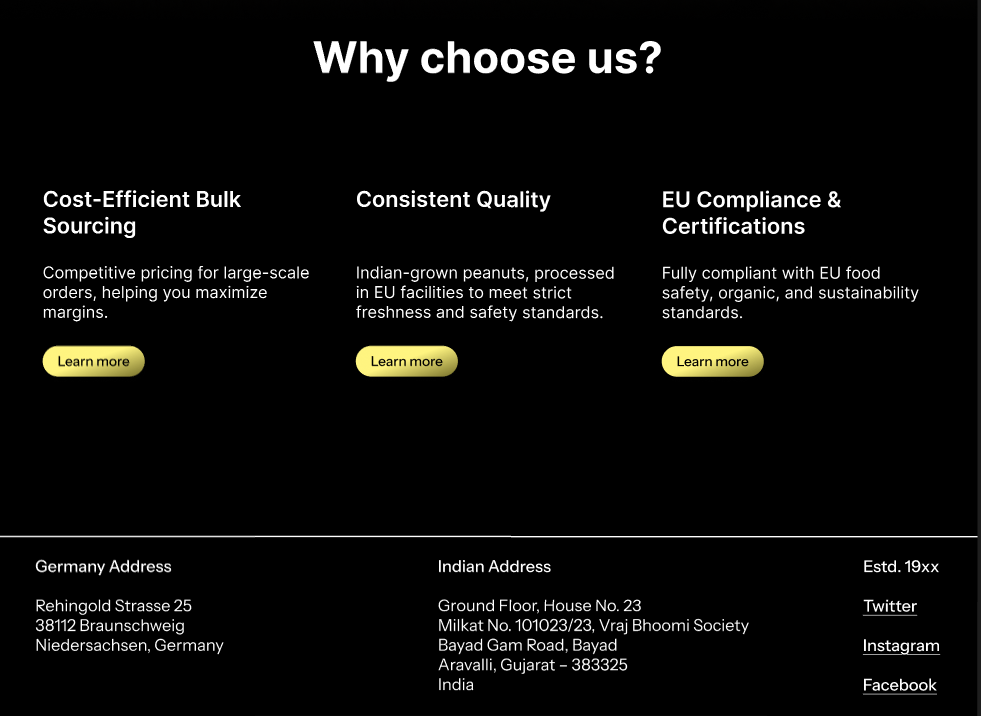 Why choose us?
Cost-Efficient Bulk
Sourcing
Competitive pricing for large-scale
orders, helping you maximize
margins.
Learn more
Consistent Quality
Indian-grown peanuts, processed
in EU facilities to meet strict
freshness and safety standards.
Learn more
EU Compliance &
Certifications
Fully compliant with EU food
safety, organic, and sustainability
standards.
Learn more
Germany Address
Rehingold Strasse 25
38112 Braunschweig
Niedersachsen, Germany
Indian Address
Ground Floor, House No. 23
Milkat No. 101023/23, Vraj Bhoomi Society
Bayad Gam Road, Bayad
Aravalli, Gujarat – 383325
India
Estd. 19xx
Twitter
Instagram
Facebook